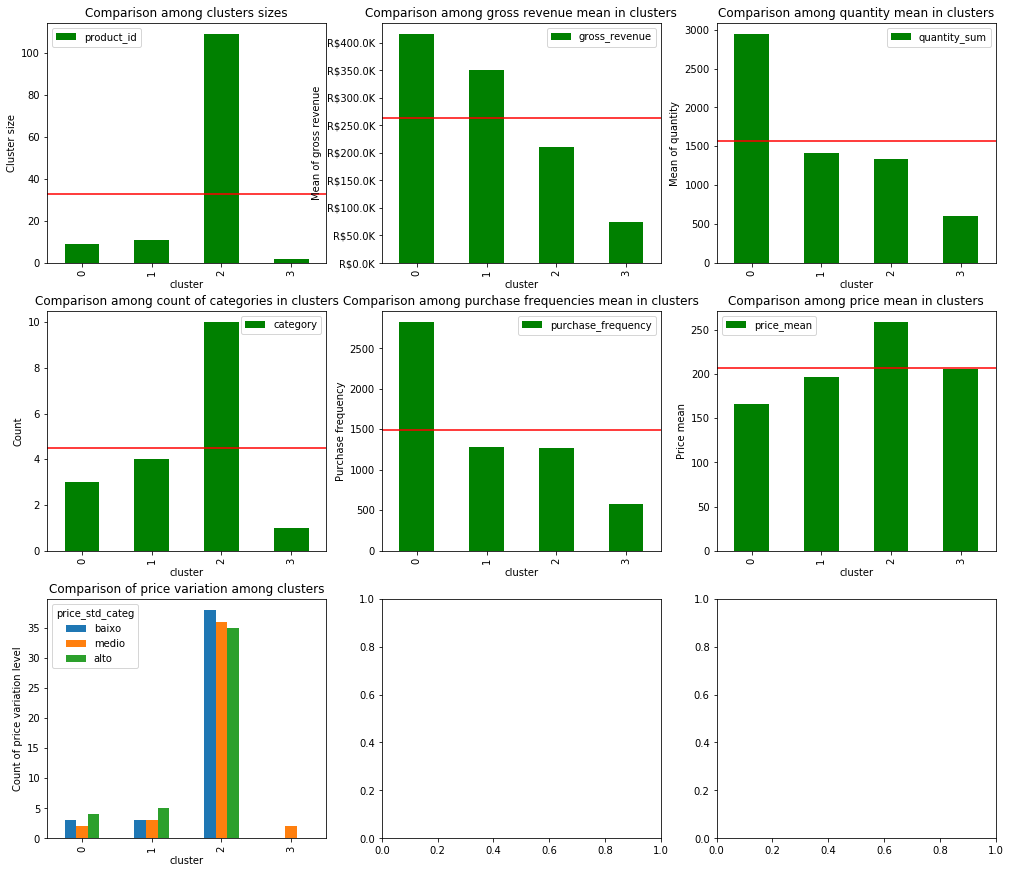 Comparison among clusters sizes
product_id
100
80
60
40
20
0
Cluster size
0
1
2
3
cluster
Comparison among gross revenue mean in clusters
gross_revenue
R$400.0K
R$350.0K
R$300.0K
R$250.0K
R$200.0K
R$150.0K
R$100.0K
R$50.0K
R$0.0K
Mean of gross revenue
0
1
2
3
cluster
Comparison among quantity mean in clusters
quantity_sum
3000
2500
2000
1500
1000
500
0
Mean of quantity
0
1
2
3
cluster
Comparison among count of categories in clusters
category
10
8
6
4
2
0
Count
0
1
2
3
cluster
Comparison among purchase frequencies mean in clusters
purchase_frequency
2500
2000
1500
1000
500
0
Purchase frequency
0
1
2
3
cluster
Comparison among price mean in clusters
price_mean
250
200
150
100
50
0
Price mean
0
1
2
3
cluster
Comparison of price variation among clusters
price_std_categ
baixo
medio
alto
35
30
25
20
15
10
5
0
Count of price variation level
0
1
2
3
cluster
1.0
0.8
0.6
0.4
0.2
0.0
0.0 0.2 0.4 0.6 0.8 1.0
1.0
0.8
0.6
0.4
0.2
0.0
0.0 0.2 0.4 0.6 0.8 1.0